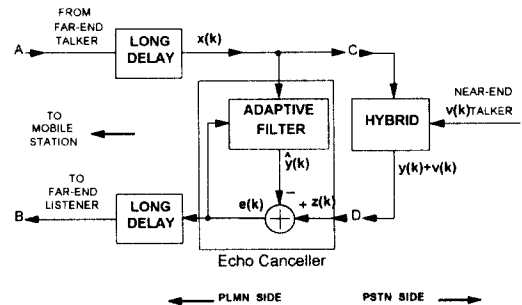 FROM
FAR-END
TALKER
A
LONG
DELAY
x(k)
C
ADAPTIVE
FILTER
HYBRID
NEAR-END
v(k) TALKER
TO
MOBILE
STATION
ŷ(k)
y(k)+v(k)
TO
FAR-END
LISTENER
B
LONG
DELAY
e(k)
−
+
+ z(k)
D
Echo Canceller
PLMN SIDE
PSTN SIDE